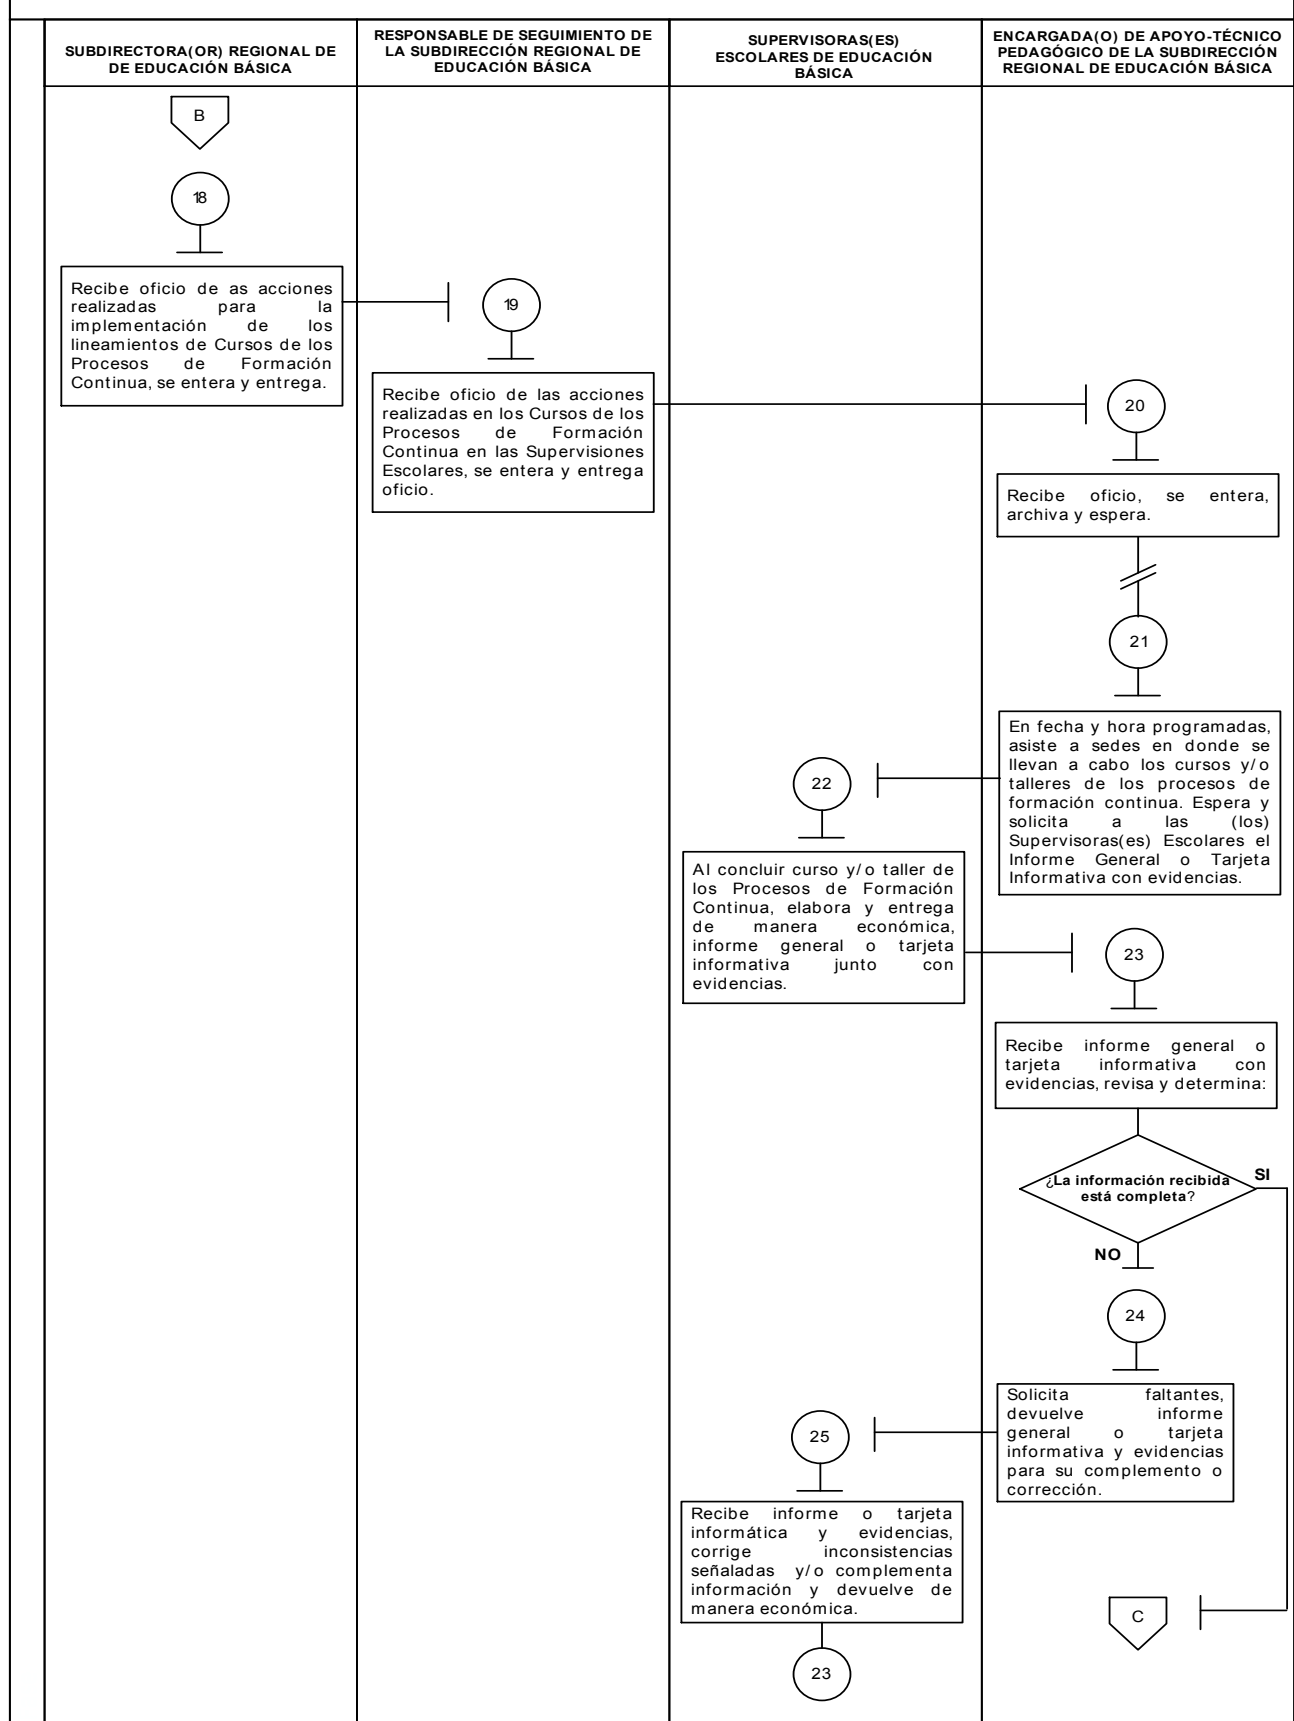 SUBDIRECTORA(OR) REGIONAL DE
DE EDUCACIÓN BÁSICA
RESPONSABLE DE SEGUIMIENTO DE
LA SUBDIRECCIÓN REGIONAL DE
EDUCACIÓN BÁSICA
SUPERVISORAS(ES)
ESCOLARES DE EDUCACIÓN
BÁSICA
ENCARGADA(O) DE APOYO-TÉCNICO
PEDAGÓGICO DE LA SUBDIRECCIÓN
REGIONAL DE EDUCACIÓN BÁSICA
B
18
Recibe oficio de as acciones
realizadas para la
implementación de los
lineamientos de Cursos de los
Procesos de Formación
Continua, se entera y entrega.
19
Recibe oficio de las acciones
realizadas en los Cursos de los
Procesos de Formación
Continua en las Supervisiones
Escolares, se entera y entrega
oficio.
20
Recibe oficio, se entera,
archiva y espera.
21
En fecha y hora programadas,
asiste a sedes en donde se
llevan a cabo los cursos y/o
talleres de los procesos de
formación continua. Espera y
solicita a las (los)
Supervisoras(es) Escolares el
Informe General o Tarjeta
Informativa con evidencias.
22
Al concluir curso y/o taller de
los Procesos de Formación
Continua, elabora y entrega
de manera económica,
informe general o tarjeta
informativa junto con
evidencias.
23
Recibe informe general o
tarjeta informativa con
evidencias, revisa y determina:
¿La información recibida
está completa?
SI
NO
24
Solicita faltantes,
devuelve informe
general o tarjeta
informativa y evidencias
para su complemento o
corrección.
25
Recibe informe o tarjeta
informática y evidencias,
corrige inconsistencias
señaladas y/o complementa
información y devuelve de
manera económica.
23
C